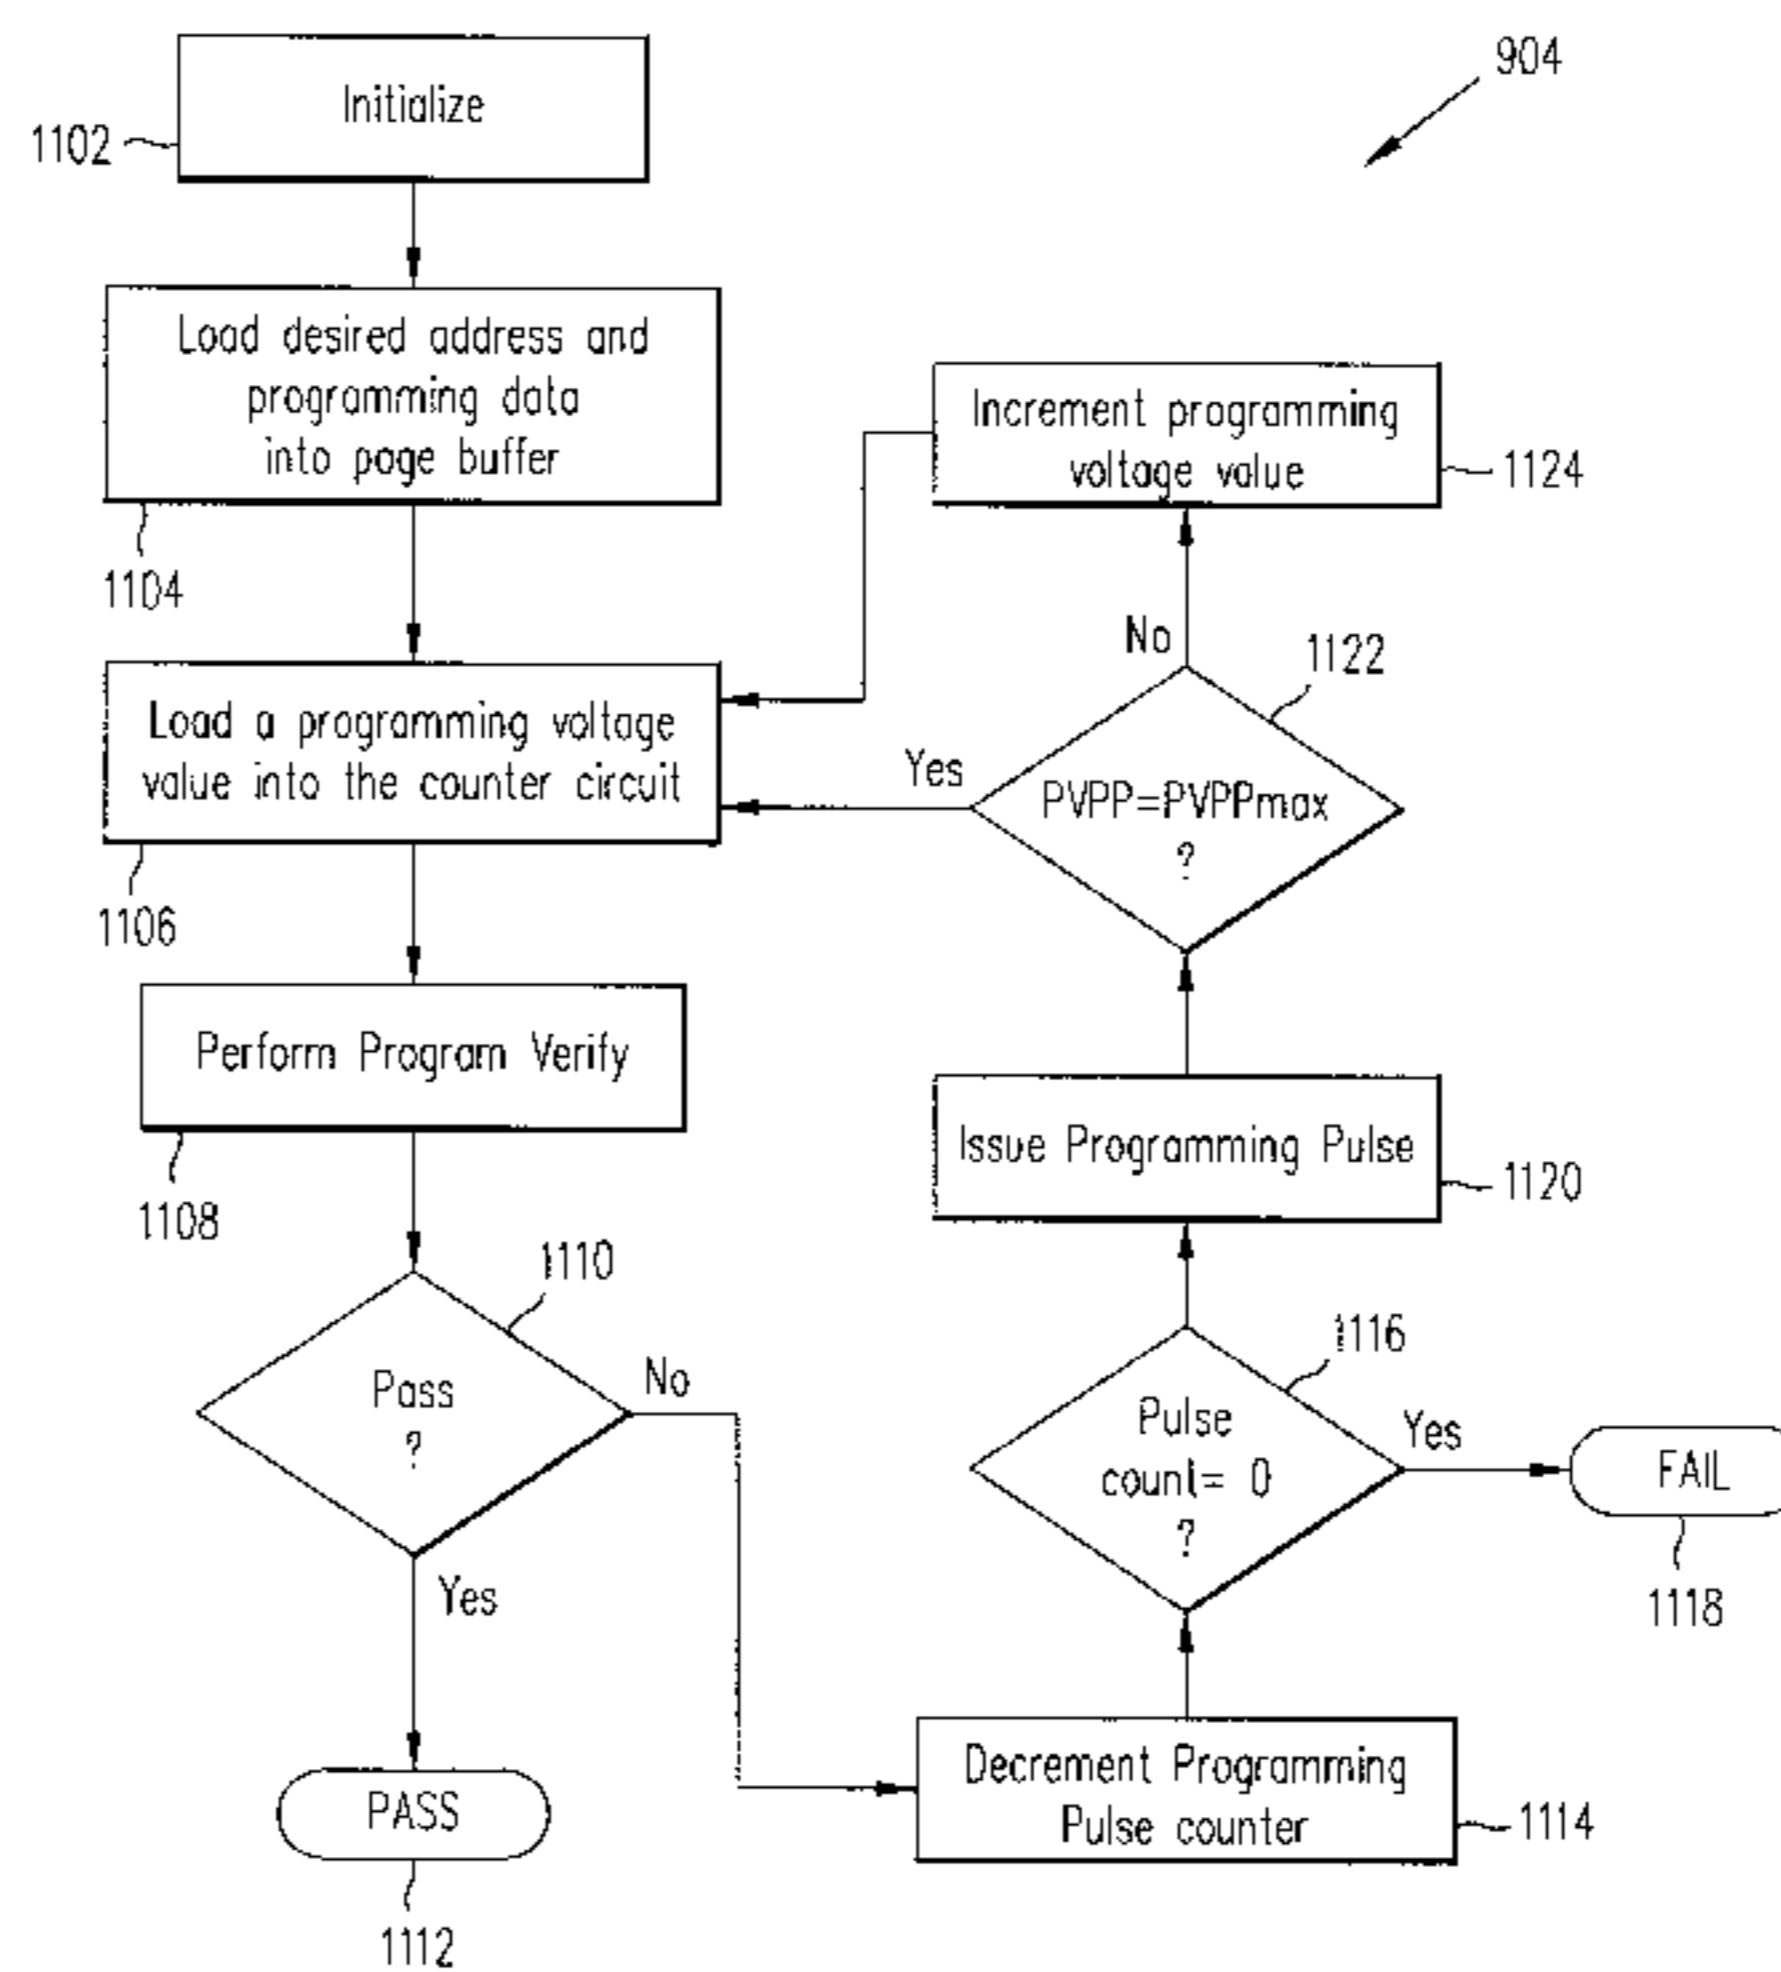 904
Initialize
1102
Load desired address and
programming data
into page buffer
1104
Load a programming voltage
value into the counter circuit
1106
Perform Program Verify
1108
1110
Pass
?
No
Yes
PASS
1112
Decrement Programming
Pulse counter
1114
1116
Pulse
count= 0
?
Yes
FAIL
1118
Issue Programming Pulse
1120
1122
PVPP=PVPPmax
?
Yes
No
Increment programming
voltage value
1124